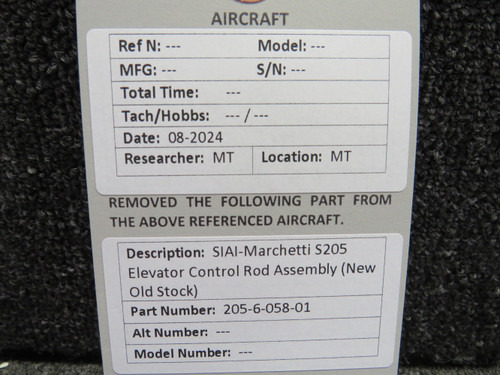 AIRCRAFT
Ref N: --- Model: ---
MFG: --- S/N: ---
Total Time: ---
Tach/Hobbs: --- / ---
Date: 08-2024
Researcher: MT Location: MT
REMOVED THE FOLLOWING PART FROM
THE ABOVE REFERENCED AIRCRAFT.
Description: SIAI-Marchetti S205
Elevator Control Rod Assembly (New
Old Stock)
Part Number: 205-6-058-01
Alt Number: ---
Model Number: ---